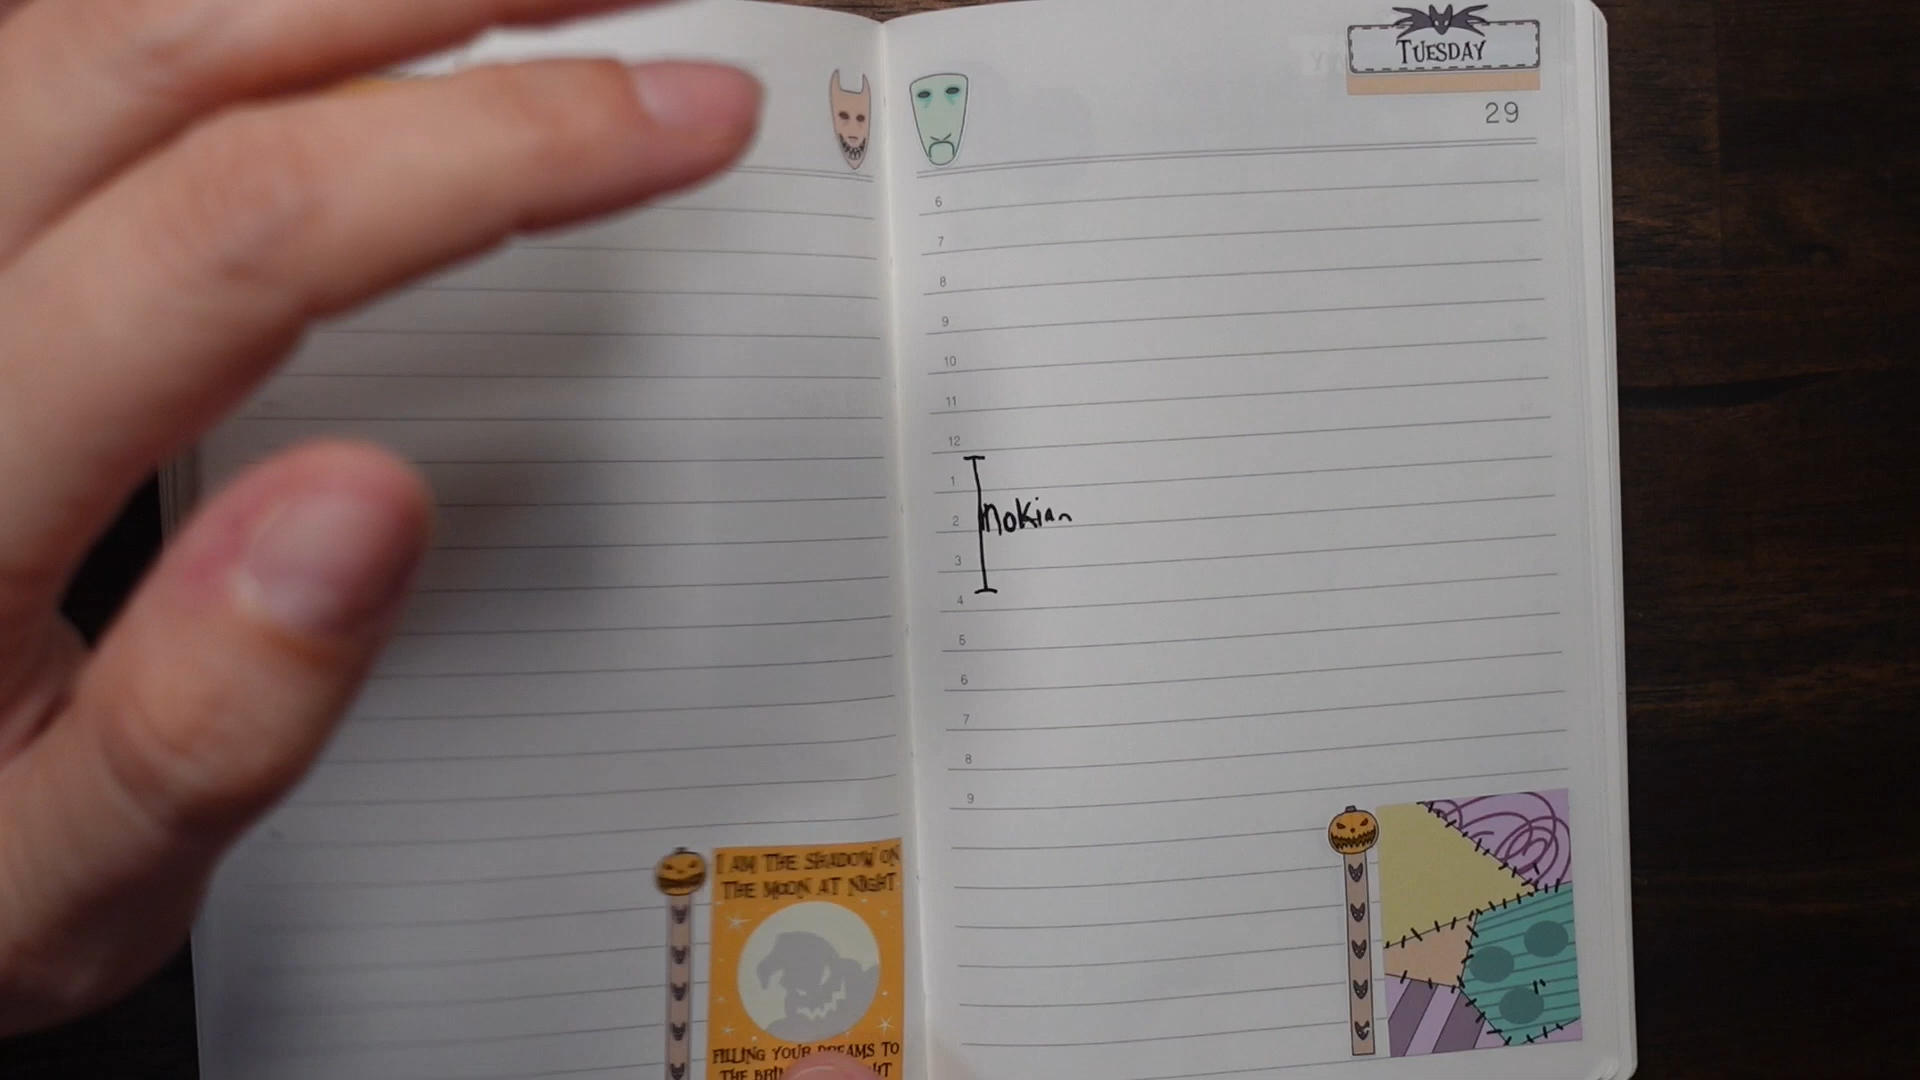 I AM THE SHADOW ON
THE MOON AT NIGHT
FILLING YOUR DREAMS TO
THE
TUESDAY
29
6
7
8
9
10
11
12
1
2
nokian
3
4
5
6
7
8
9